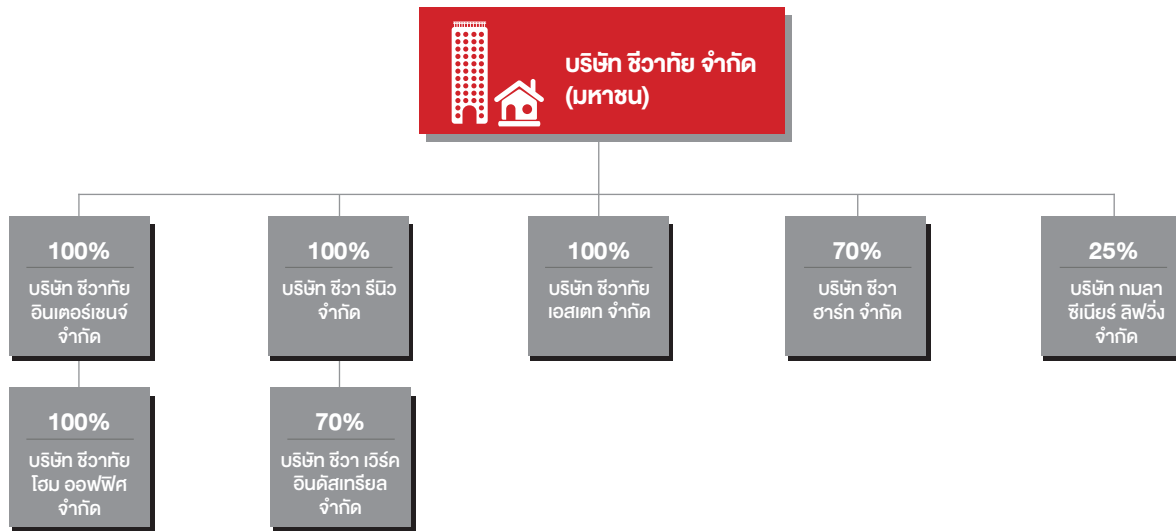 บริษัท ชีวาทัย จำกัด
(มหาชน)
100%
บริษัท ชีวาทัย
อินเตอร์เชนจ์
จำกัด
100%
บริษัท ชีวา รีนิว
จำกัด
100%
บริษัท ชีวาทัย
เอสเตท จำกัด
70%
บริษัท ชีวา
ฮาร์ท จำกัด
25%
บริษัท กมลา
ซีเนียร์ ลิฟวิ่ง
จำกัด
100%
บริษัท ชีวาทัย
โฮม ออฟฟิศ
จำกัด
70%
บริษัท ชีวา เวิร์ค
อินดัสเทรียล
จำกัด